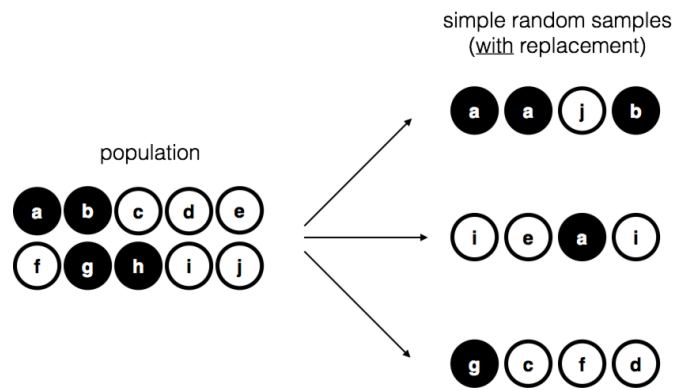 simple random samples
(with replacement)
a a j b
population
a b c d e
f g h i j
i e a i
g c f d